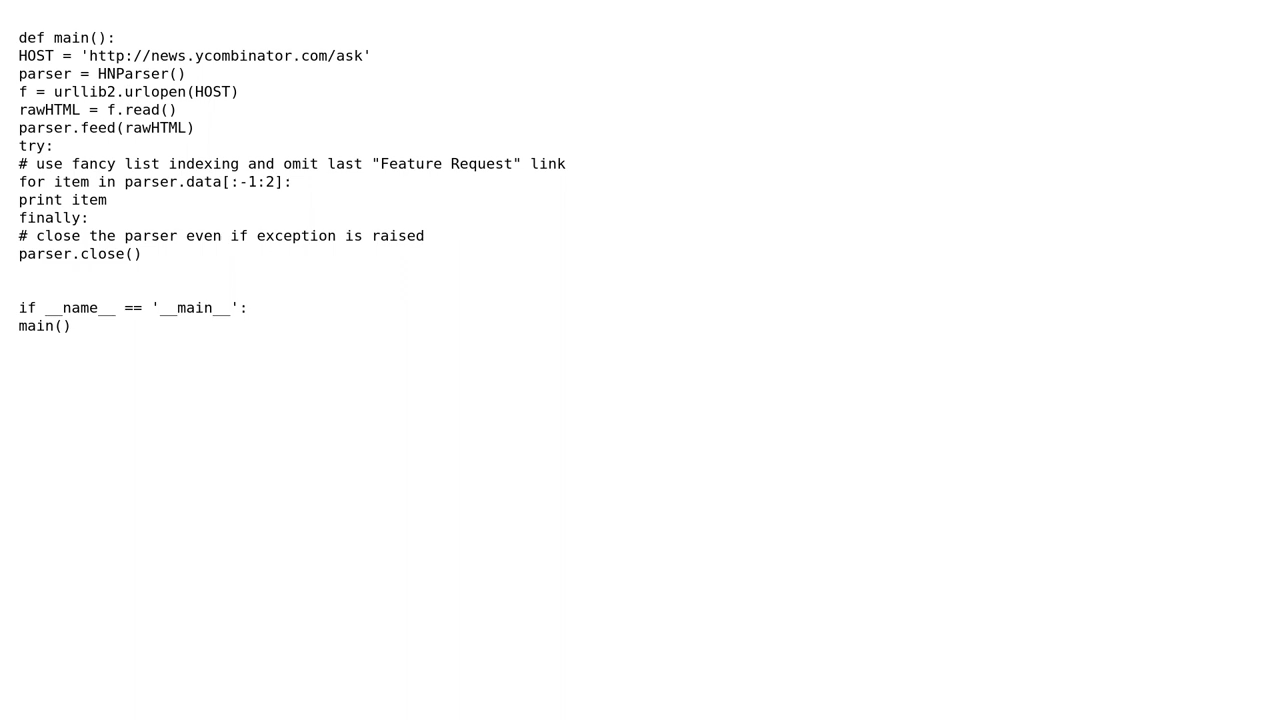 def main():
HOST = 'http://news.ycombinator.com/ask'
parser = HNParser()
f = urllib2.urlopen(HOST)
rawHTML = f.read()
parser.feed(rawHTML)
try:
# use fancy list indexing and omit last "Feature Request" link
for item in parser.data[:-1:2]:
print item
finally:
# close the parser even if exception is raised
parser.close()
if __name__ == '__main__':
main()